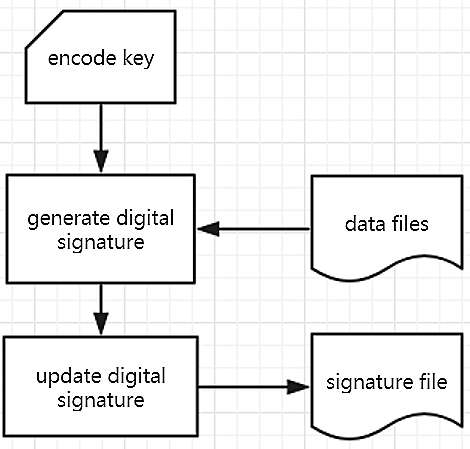 encode key
generate digital
signature
data files
update digital
signature
signature file